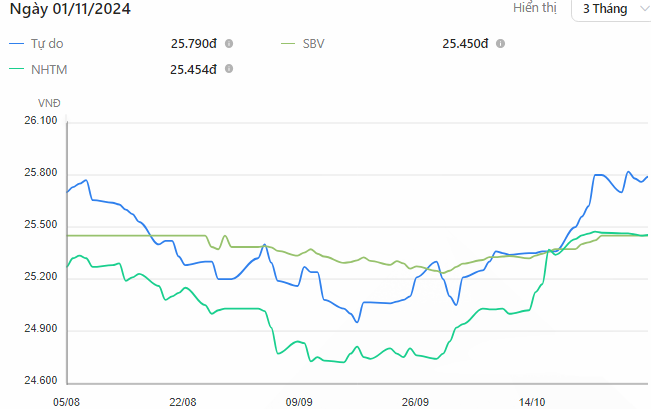 Ngày 01/11/2024
Hiển thị 3 Tháng
Tự do 25.790đ SBV 25.450đ
NHTM 25.454đ
VNĐ
26.100
25.800
25.500
25.200
24.900
24.600
05/08 22/08 09/09 26/09 14/10